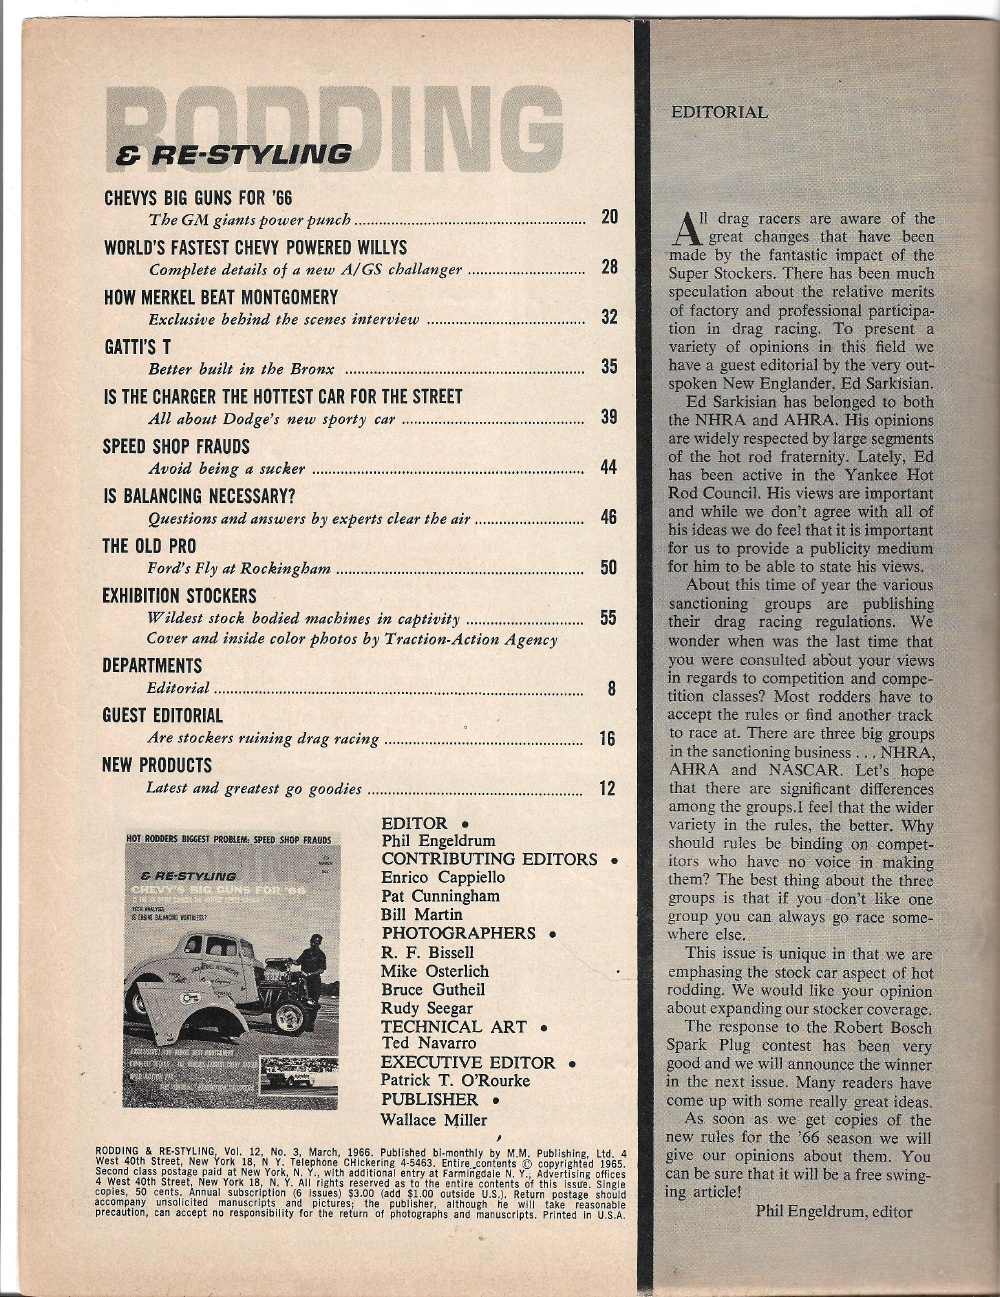 RODDING
& RE-STYLING
CHEVYS BIG GUNS FOR '66
The GM giants power punch ........ 20
WORLD'S FASTEST CHEVY POWERED WILLYS
Complete details of a new A/GS challanger ........ 28
HOW MERKEL BEAT MONTGOMERY
Exclusive behind the scenes interview ........ 32
GATTI'S T
Better built in the Bronx ........ 35
IS THE CHARGER THE HOTTEST CAR FOR THE STREET
All about Dodge's new sporty car ........ 39
SPEED SHOP FRAUDS
Avoid being a sucker ........ 44
IS BALANCING NECESSARY?
Questions and answers by experts clear the air ........ 46
THE OLD PRO
Ford's Fly at Rockingham ........ 50
EXHIBITION STOCKERS
Wildest stock bodied machines in captivity ........ 55
Cover and inside color photos by Traction-Action Agency
DEPARTMENTS
Editorial ........ 8
GUEST EDITORIAL
Are stockers ruining drag racing ........ 16
NEW PRODUCTS
Latest and greatest go goodies ........ 12
HOT RODDERS BIGGEST PROBLEM: SPEED SHOP FRAUDS
& RE-STYLING
CHEVY'S BIG GUNS FOR '66
IS ENGINE BALANCING WORTHLESS?
EDITOR •
Phil Engeldrum
CONTRIBUTING EDITORS •
Enrico Cappiello
Pat Cunningham
Bill Martin
PHOTOGRAPHERS •
R. F. Bissell
Mike Osterlich
Bruce Gutheil
Rudy Seegar
TECHNICAL ART •
Ted Navarro
EXECUTIVE EDITOR •
Patrick T. O'Rourke
PUBLISHER •
Wallace Miller
RODDING & RE-STYLING, Vol. 12, No. 3, March, 1966. Published bi-monthly by M.M. Publishing, Ltd. 4
West 40th Street, New York 18, N Y. Telephone CHickering 4-5463. Entire contents © copyrighted 1965.
Second class postage paid at New York, N. Y., with additional entry at Farmingdale N. Y., Advertising offices
4 West 40th Street, New York 18, N. Y. All rights reserved as to the entire contents of this issue. Single
copies, 50 cents. Annual subscription (6 issues) $3.00 (add $1.00 outside U.S.). Return postage should
accompany unsolicited manuscripts and pictures; the publisher, although he will take reasonable
precaution, can accept no responsibility for the return of photographs and manuscripts. Printed in U.S.A.
EDITORIAL
All drag racers are aware of the
great changes that have been
made by the fantastic impact of the
Super Stockers. There has been much
speculation about the relative merits
of factory and professional participa-
tion in drag racing. To present a
variety of opinions in this field we
have a guest editorial by the very out-
spoken New Englander, Ed Sarkisian.
Ed Sarkisian has belonged to both
the NHRA and AHRA. His opinions
are widely respected by large segments
of the hot rod fraternity. Lately, Ed
has been active in the Yankee Hot
Rod Council. His views are important
and while we don't agree with all of
his ideas we do feel that it is important
for us to provide a publicity medium
for him to be able to state his views.
About this time of year the various
sanctioning groups are publishing
their drag racing regulations. We
wonder when was the last time that
you were consulted about your views
in regards to competition and compe-
tition classes? Most rodders have to
accept the rules or find another track
to race at. There are three big groups
in the sanctioning business . . . NHRA,
AHRA and NASCAR. Let's hope
that there are significant differences
among the groups.I feel that the wider
variety in the rules, the better. Why
should rules be binding on compet-
itors who have no voice in making
them? The best thing about the three
groups is that if you don't like one
group you can always go race some-
where else.
This issue is unique in that we are
emphasing the stock car aspect of hot
rodding. We would like your opinion
about expanding our stocker coverage.
The response to the Robert Bosch
Spark Plug contest has been very
good and we will announce the winner
in the next issue. Many readers have
come up with some really great ideas.
As soon as we get copies of the
new rules for the '66 season we will
give our opinions about them. You
can be sure that it will be a free swing-
ing article!
Phil Engeldrum, editor